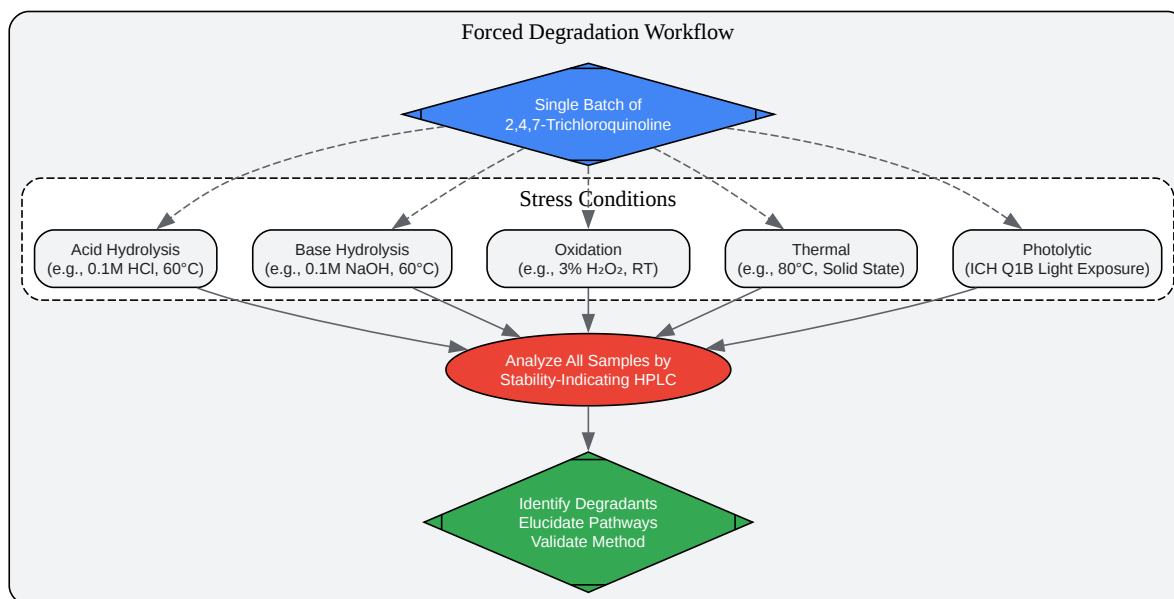 Forced Degradation Workflow
Single Batch of
2,4,7-Trichloroquinoline
Stress Conditions
Acid Hydrolysis
(e.g., 0.1M HCl, 60°C)
Base Hydrolysis
(e.g., 0.1M NaOH, 60°C)
Oxidation
(e.g., 3% H₂O₂, RT)
Thermal
(e.g., 80°C, Solid State)
Photolytic
(ICH Q1B Light Exposure)
Analyze All Samples by
Stability-Indicating HPLC
Identify Degradants
Elucidate Pathways
Validate Method